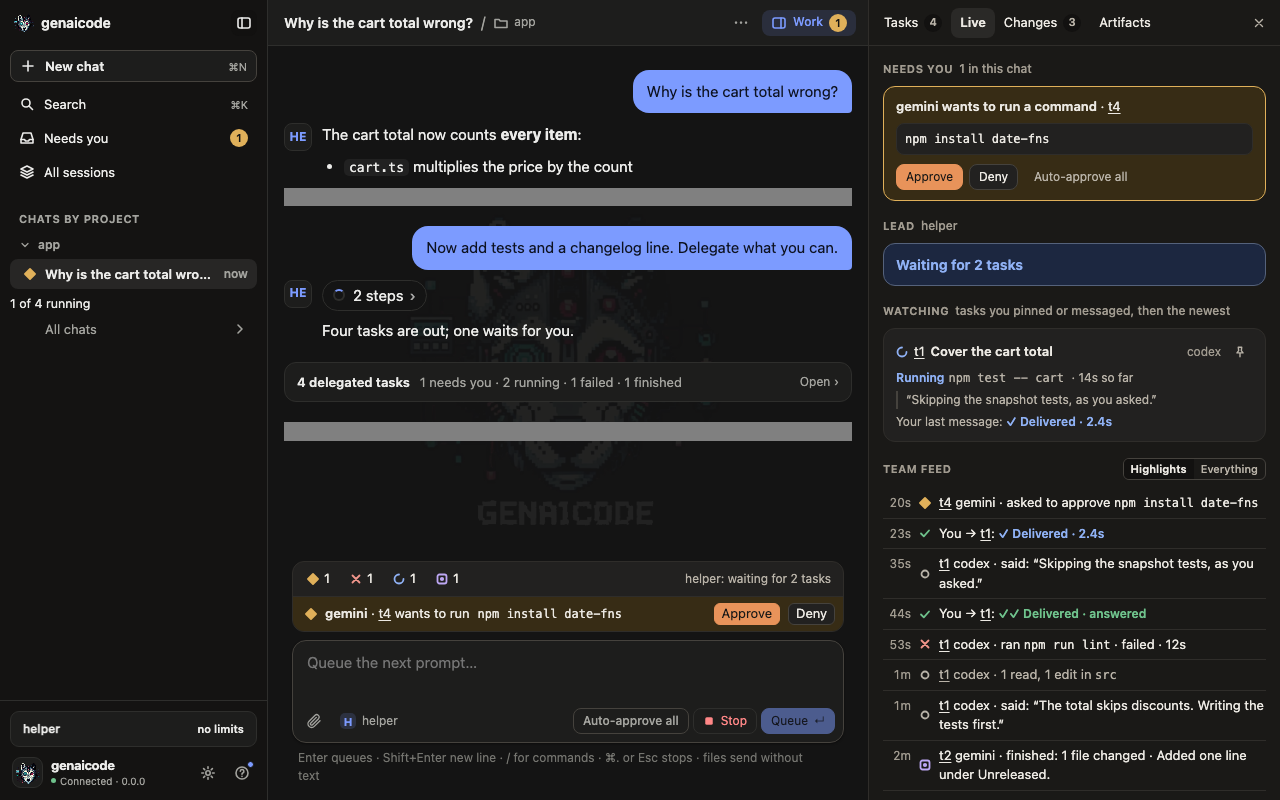 genaicode
New chat ⌘N
Search ⌘K
Needs you 1
All sessions
CHATS BY PROJECT
app
Why is the cart total wro... now
1 of 4 running
All chats
helper no limits
genaicode
Connected · 0.0.0
Why is the cart total wrong? / app
Work 1
Why is the cart total wrong?
HE The cart total now counts every item:
• cart.ts multiplies the price by the count
Now add tests and a changelog line. Delegate what you can.
HE 2 steps ›
Four tasks are out; one waits for you.
4 delegated tasks 1 needs you · 2 running · 1 failed · 1 finished Open ›
GENAICODE
1 1 1 1 helper: waiting for 2 tasks
gemini · t4 wants to run npm install date-fns Approve Deny
Queue the next prompt...
H helper Auto-approve all Stop Queue ↵
Enter queues · Shift+Enter new line · / for commands · ⌘. or Esc stops · files send without
text
Tasks 4 Live Changes 3 Artifacts
NEEDS YOU 1 in this chat
gemini wants to run a command · t4
npm install date-fns
Approve Deny Auto-approve all
LEAD helper
Waiting for 2 tasks
WATCHING tasks you pinned or messaged, then the newest
t1 Cover the cart total codex
Running npm test -- cart · 14s so far
“Skipping the snapshot tests, as you asked.”
Your last message: ✓ Delivered · 2.4s
TEAM FEED Highlights Everything
20s t4 gemini · asked to approve npm install date-fns
23s ✓ You → t1: ✓ Delivered · 2.4s
35s t1 codex · said: “Skipping the snapshot tests, as you
asked.”
44s ✓ You → t1: ✓✓ Delivered · answered
53s t1 codex · ran npm run lint · failed · 12s
1m t1 codex · 1 read, 1 edit in src
1m t1 codex · said: “The total skips discounts. Writing the
tests first.”
2m t2 gemini · finished: 1 file changed · Added one line
under Unreleased.